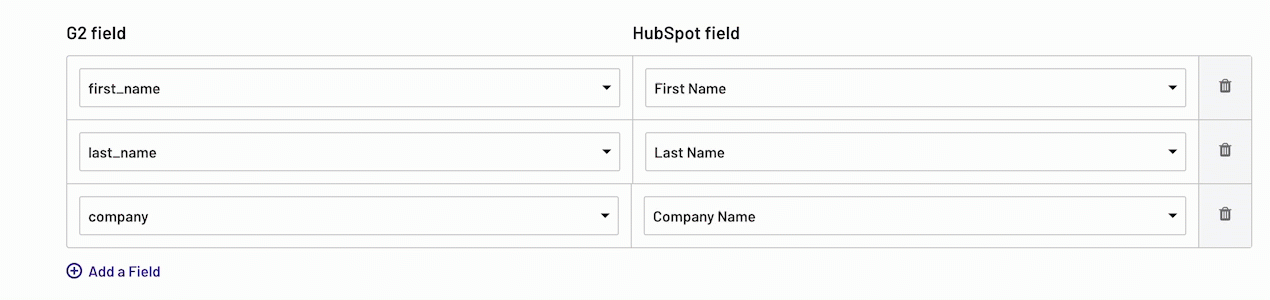 G2 field HubSpot field
first_name First Name
last_name Last Name
company Company Name
Add a Field